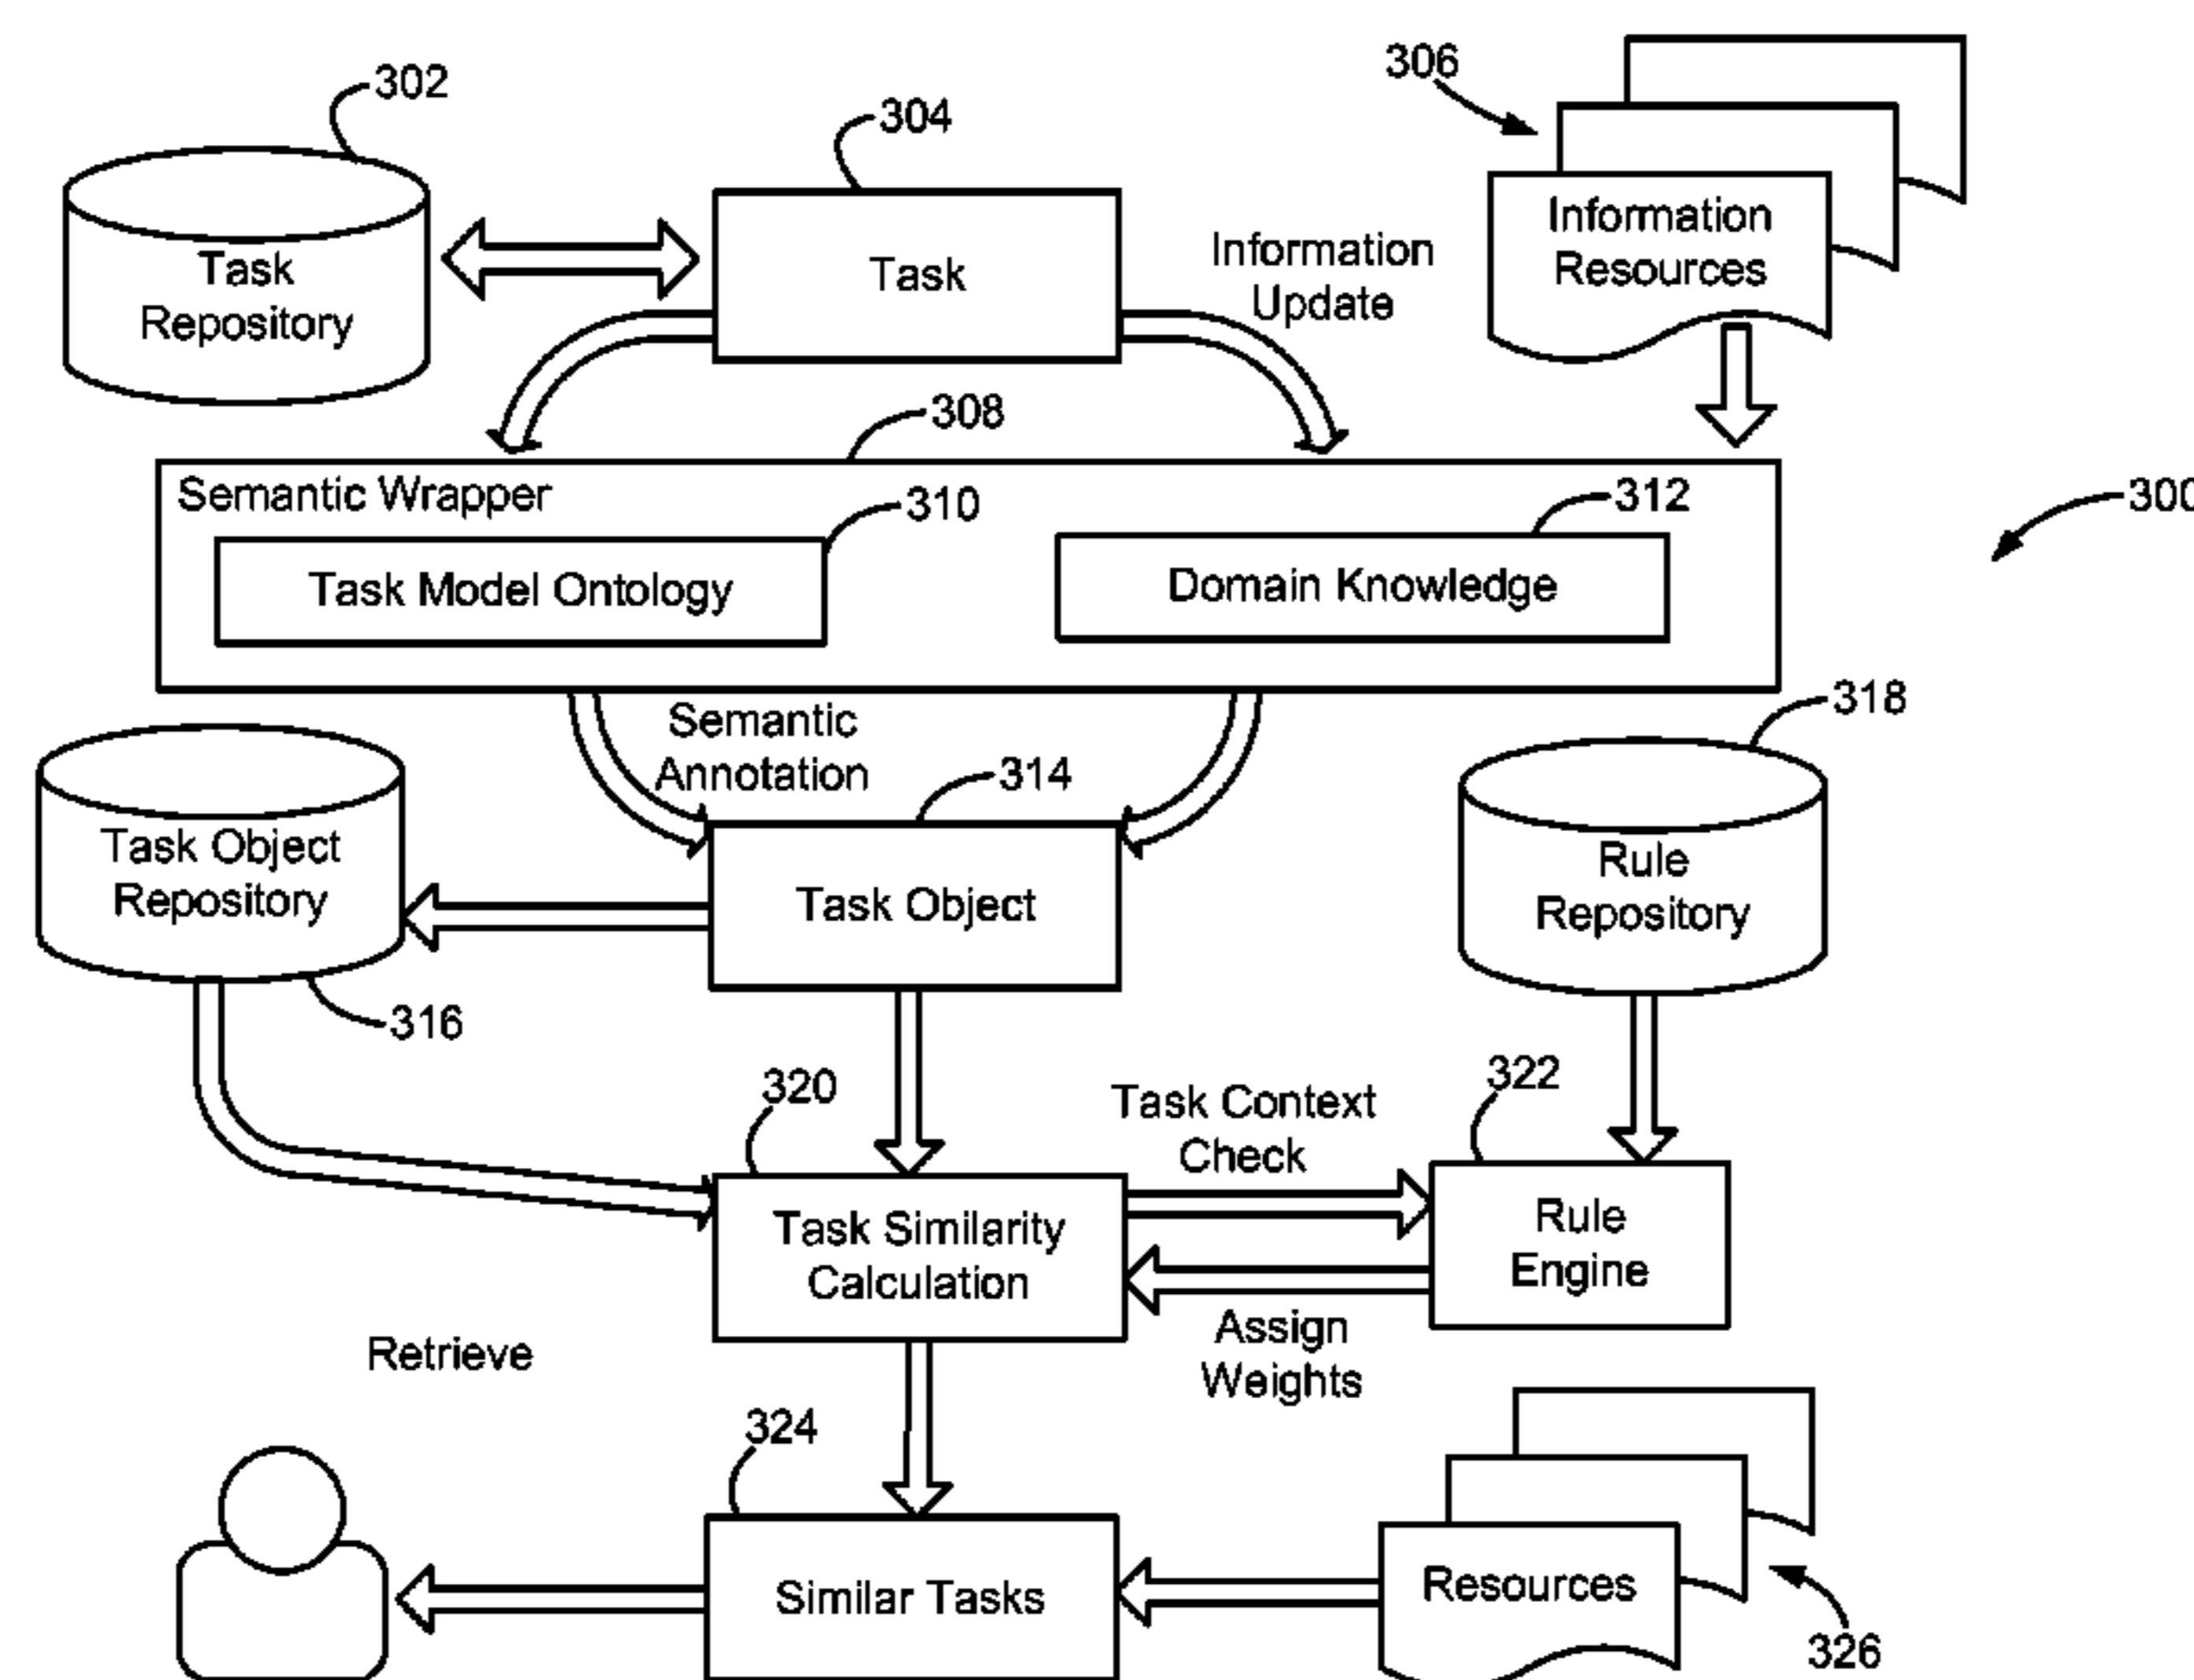 302
304
306
Information
Resources
Task
Repository
Task
Information
Update
308
Semantic Wrapper
310
312
300
Task Model Ontology
Domain Knowledge
318
Semantic
Annotation
314
Task Object
Repository
Task Object
Rule
Repository
316
320
Task Context
Check
322
Task Similarity
Calculation
Rule
Engine
Retrieve
Assign
Weights
324
Similar Tasks
Resources
326